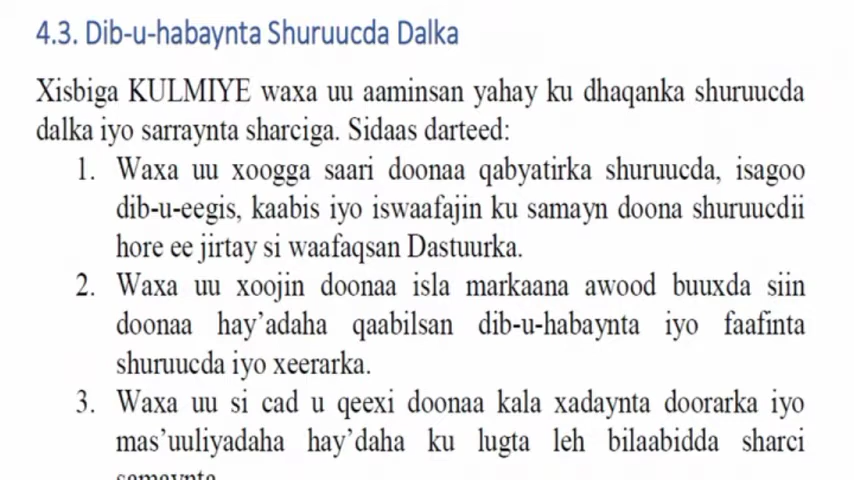 4.3. Dib-u-habaynta Shuruucda Dalka
Xisbiga KULMIYE waxa uu aaminsan yahay ku dhaqanka shuruucda
dalka iyo sarraynta sharciga. Sidaas darteed:
1. Waxa uu xoogga saari doonaa qabyatirka shuruucda, isagoo
dib-u-eegis, kaabis iyo iswaafajin ku samayn doona shuruucdii
hore ee jirtay si waafaqsan Dastuurka.
2. Waxa uu xoojin doonaa isla markaana awood buuxda siin
doonaa hay’adaha qaabilsan dib-u-habaynta iyo faafinta
shuruucda iyo xeerarka.
3. Waxa uu si cad u qeexi doonaa kala xadaynta doorarka iyo
mas’uuliyadaha hay’daha ku lugta leh bilaabidda sharci
samaynta.